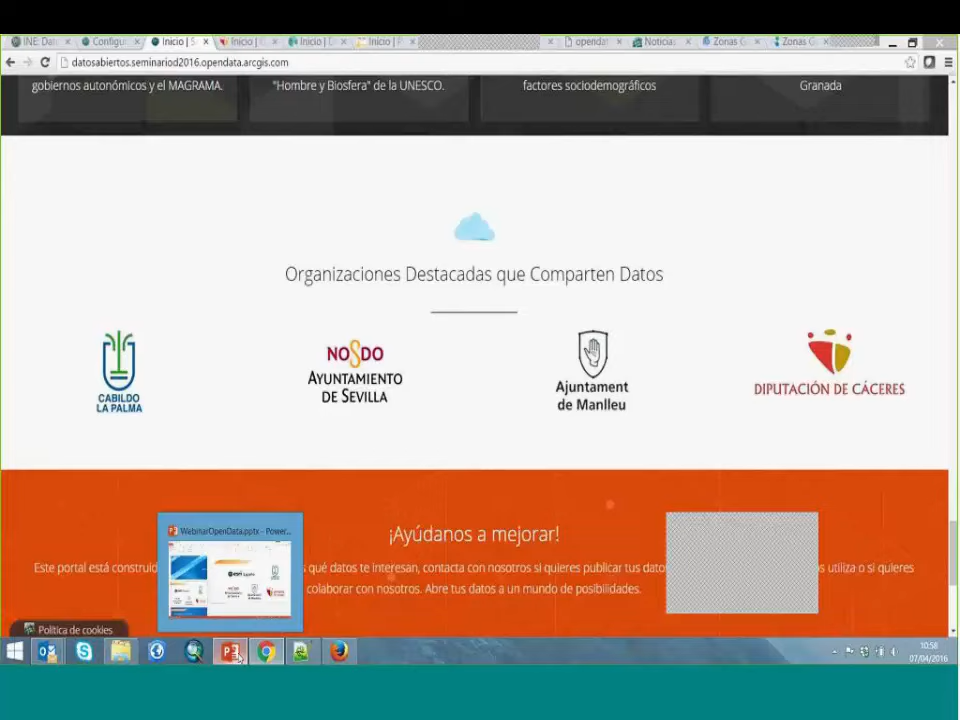 INE: Dat
Configu
Inicio | S
Inicio |
Inicio |
Inicio |
opendat
Noticias
Zonas G
Zonas G
datosabiertos.seminariod2016.opendata.arcgis.com
gobiernos autonómicos y el MAGRAMA.
"Hombre y Biosfera" de la UNESCO.
factores sociodemográficos
Granada
Organizaciones Destacadas que Comparten Datos
CABILDO
LA PALMA
NO8DO
AYUNTAMIENTO
DE SEVILLA
Ajuntament
de Manlleu
DIPUTACIÓN DE CÁCERES
WebinarOpenData.pptx - Power...
¡Ayúdanos a mejorar!
Este portal está construid
qué datos te interesan, contacta con nosotros si quieres publicar tus dato
utiliza o si quieres
colaborar con nosotros. Abre tus datos a un mundo de posibilidades.
Política de cookies
10:58
07/04/2016